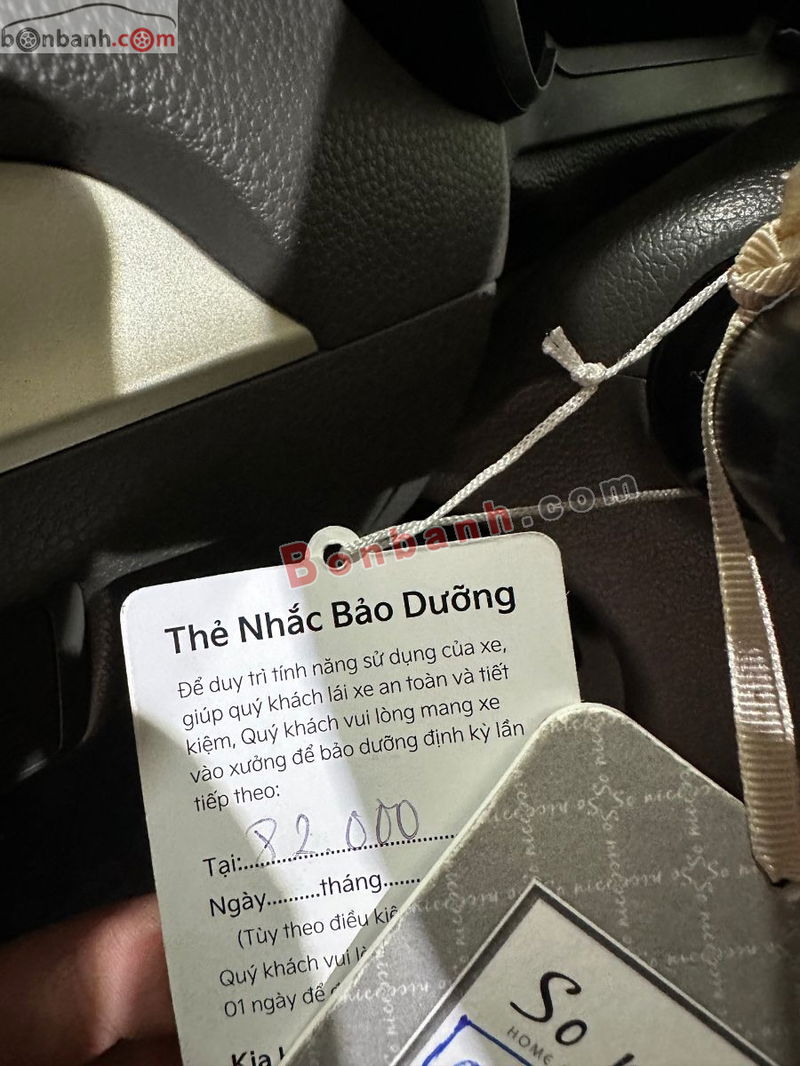 bonbanh.com
Bonbanh.com
Thẻ Nhắc Bảo Dưỡng
Để duy trì tính năng sử dụng của xe,
giúp quý khách lái xe an toàn và tiết
kiệm, Quý khách vui lòng mang xe
vào xưởng để bảo dưỡng định kỳ lần
tiếp theo:
Tại:...82.000...
Ngày..........tháng.......
(Tùy theo điều
Quý khách vui
01 ngày để
Kia
So
HOME
So nice